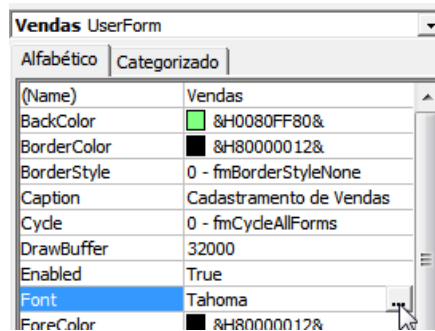 Vendas UserForm
Alfabético Categorizado
(Name) Vendas
BackColor &H0080FF80&
BorderColor &H80000012&
BorderStyle 0 - fmBorderStyleNone
Caption Cadastramento de Vendas
Cycle 0 - fmCycleAllForms
DrawBuffer 32000
Enabled True
Font Tahoma ...
ForeColor &H80000012&